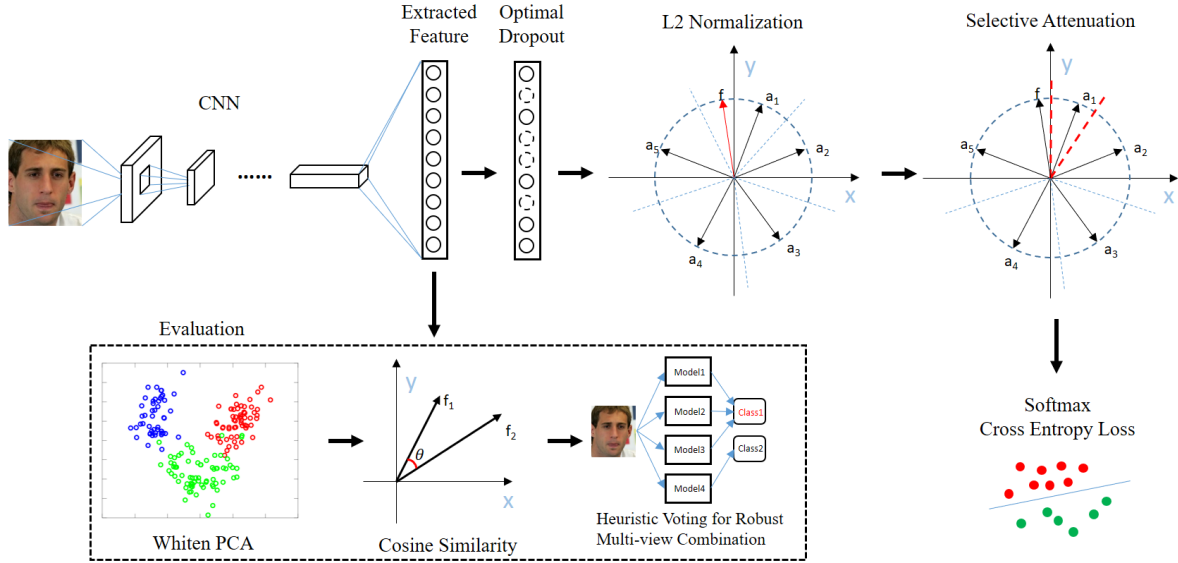 Extracted
Feature
Optimal
Dropout
L2 Normalization
Selective Attenuation
CNN
......
y
f
a1
a2
a3
a4
a5
x
y
f
a1
a2
a3
a4
a5
x
Evaluation
Whiten PCA
y
f1
f2
θ
x
Cosine Similarity
Model1
Model2
Model3
Model4
Class1
Class2
Heuristic Voting for Robust
Multi-view Combination
Softmax
Cross Entropy Loss